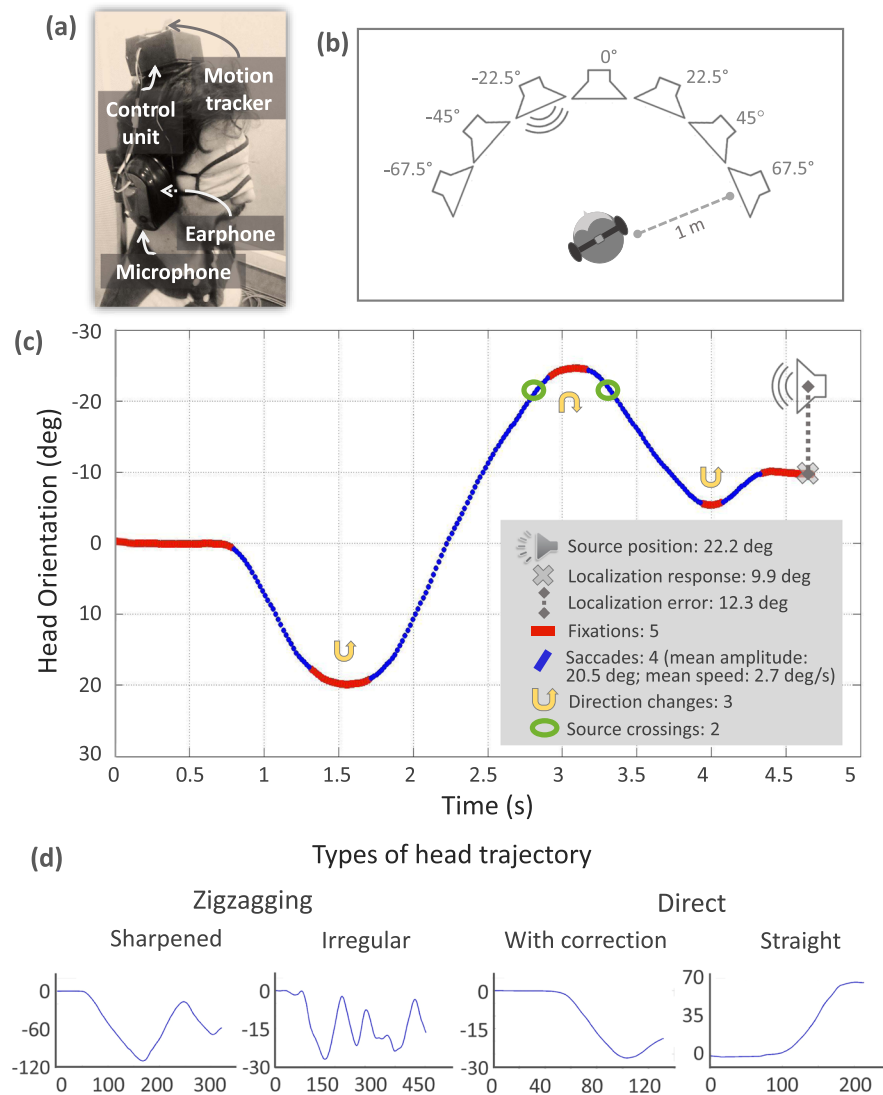 (a)
Motion
tracker
Control
unit
Earphone
Microphone
(b)
0°
-22.5°
22.5°
-45°
45°
-67.5°
67.5°
1 m
(c)
Head Orientation (deg)
-30
-20
-10
0
10
20
30
0
0.5
1
1.5
2
2.5
3
3.5
4
4.5
5
Time (s)
Source position: 22.2 deg
Localization response: 9.9 deg
Localization error: 12.3 deg
Fixations: 5
Saccades: 4 (mean amplitude:
20.5 deg; mean speed: 2.7 deg/s)
Direction changes: 3
Source crossings: 2
(d)
Types of head trajectory
Zigzagging
Direct
Sharpened
Irregular
With correction
Straight
0
-60
-120
0
100
200
300
0
-15
-30
0
150
300
450
0
-15
-30
0
40
80
120
70
35
0
0
100
200